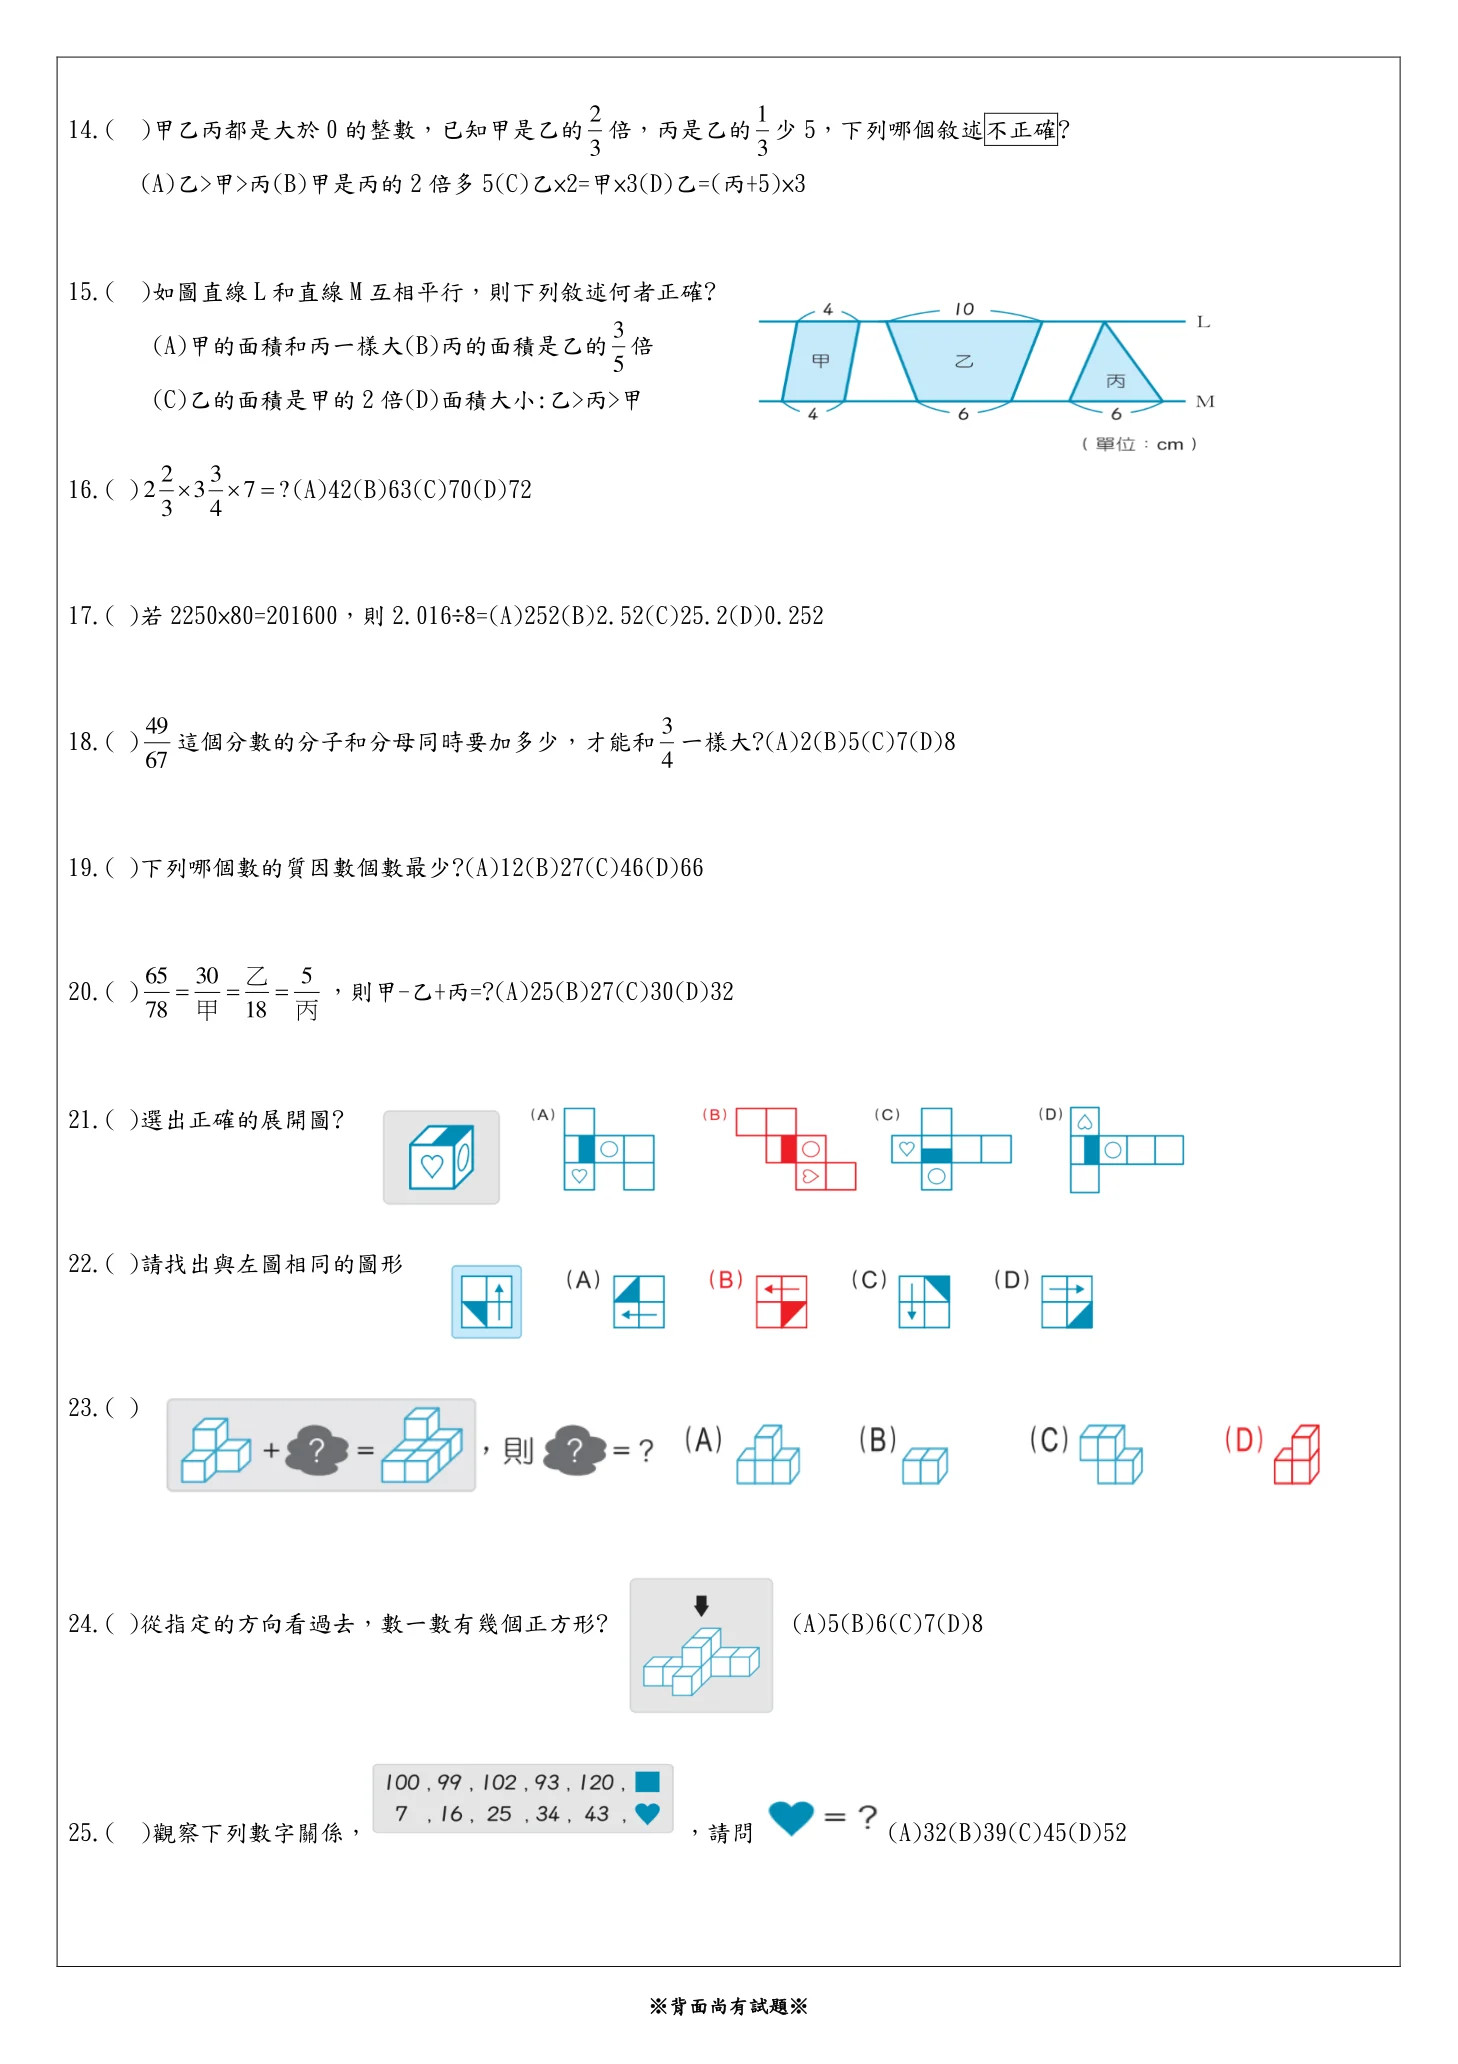 14.(  )甲乙丙都是大於 0 的整數，已知甲是乙的 2/3 倍，丙是乙的 1/3 少 5，下列哪個敘述不正確?
(A)乙>甲>丙(B)甲是丙的 2 倍多 5(C)乙×2=甲×3(D)乙=(丙+5)×3
15.(  )如圖直線 L 和直線 M 互相平行，則下列敘述何者正確?
(A)甲的面積和丙一樣大(B)丙的面積是乙的 3/5 倍
(C)乙的面積是甲的 2 倍(D)面積大小:乙>丙>甲
4 10 L
甲 乙 丙
4 6 6 M
(單位：cm)
16.( ) 2 2/3 × 3 3/4 × 7 = ?(A)42(B)63(C)70(D)72
17.( )若 2250×80=201600，則 2.016÷8=(A)252(B)2.52(C)25.2(D)0.252
18.( ) 49/67 這個分數的分子和分母同時要加多少，才能和 3/4 一樣大?(A)2(B)5(C)7(D)8
19.( )下列哪個數的質因數個數最少?(A)12(B)27(C)46(D)66
20.( ) 65/78 = 30/甲 = 乙/18 = 5/丙，則甲-乙+丙=?(A)25(B)27(C)30(D)32
21.( )選出正確的展開圖? (A) (B) (C) (D)
22.( )請找出與左圖相同的圖形 (A) (B) (C) (D)
23.( ) + ? = ，則 ? = ? (A) (B) (C) (D)
24.( )從指定的方向看過去，數一數有幾個正方形? (A)5(B)6(C)7(D)8
100 , 99 , 102 , 93 , 120 ,
7 , 16 , 25 , 34 , 43 ,
25.(  )觀察下列數字關係， ，請問 = ? (A)32(B)39(C)45(D)52
※背面尚有試題※